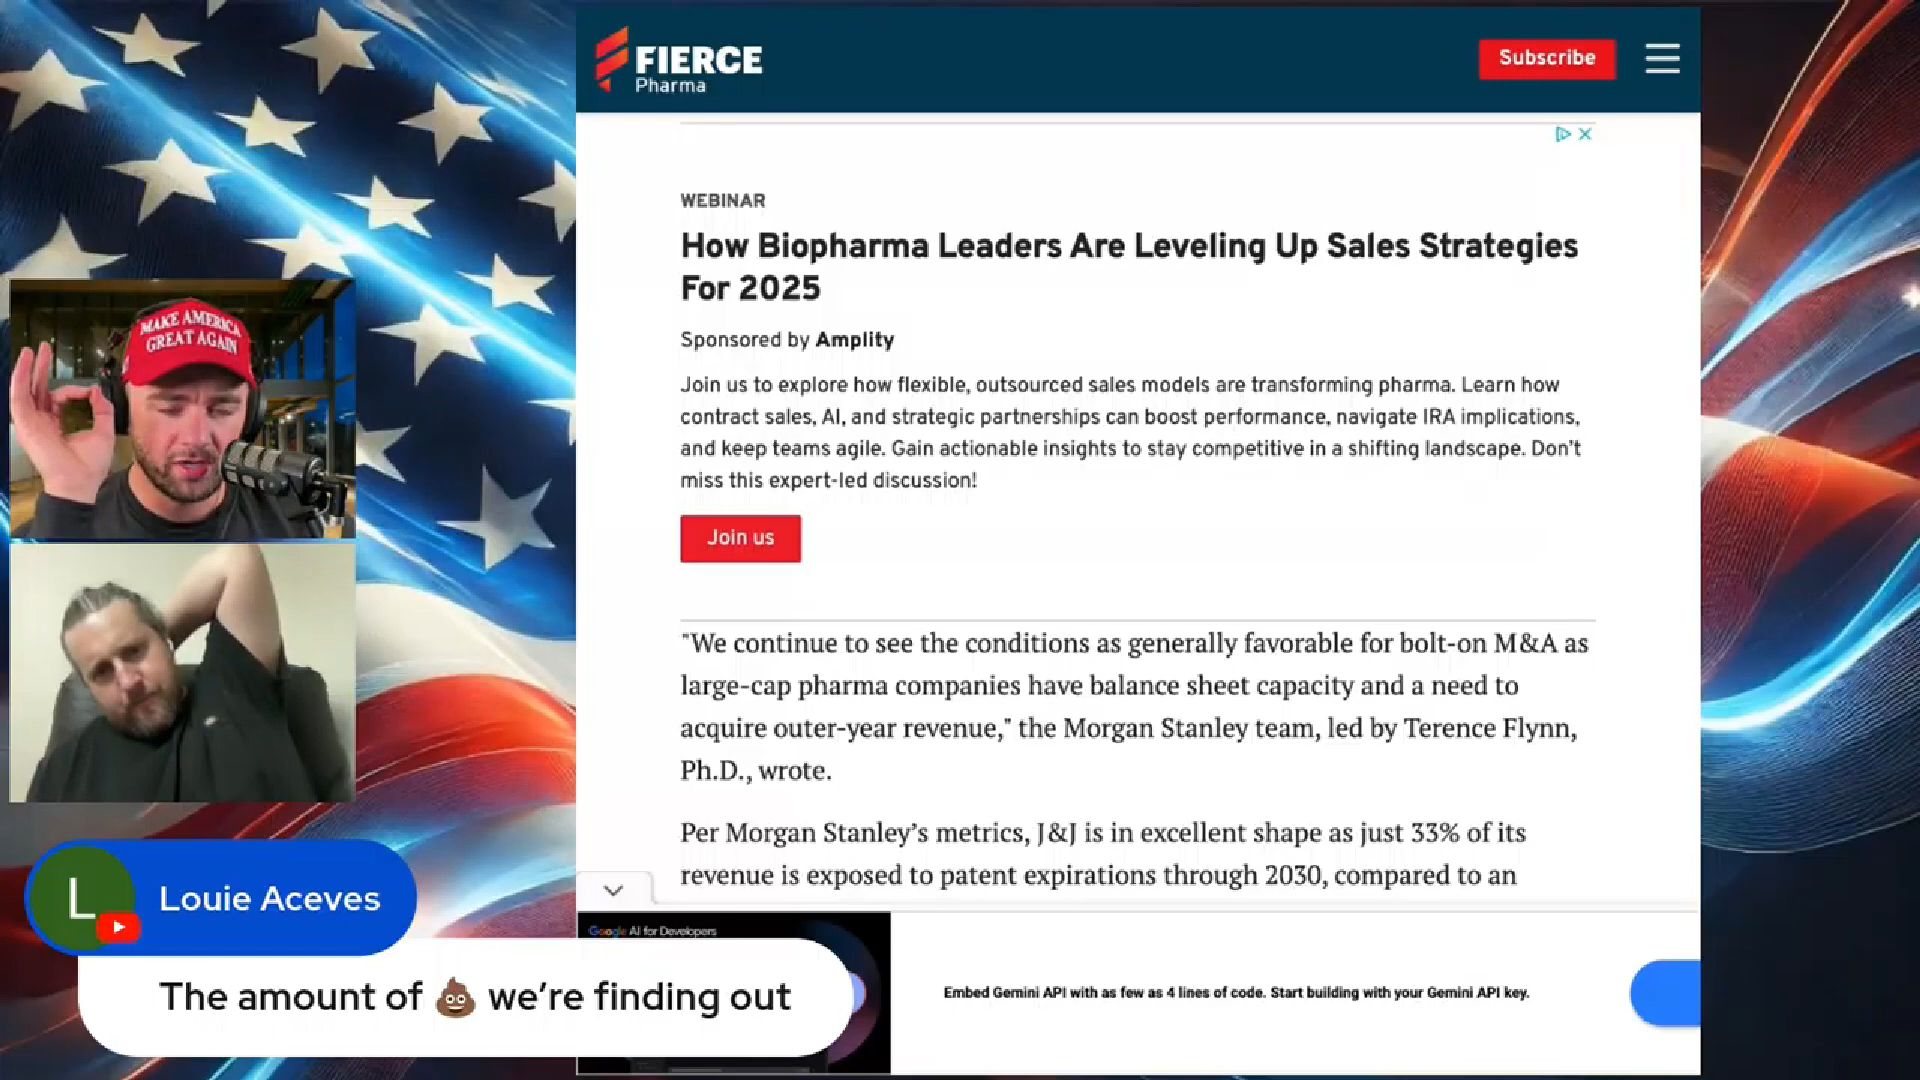 FIERCE
Pharma
Subscribe
WEBINAR
How Biopharma Leaders Are Leveling Up Sales Strategies
For 2025
Sponsored by Amplity
Join us to explore how flexible, outsourced sales models are transforming pharma. Learn how
contract sales, AI, and strategic partnerships can boost performance, navigate IRA implications,
and keep teams agile. Gain actionable insights to stay competitive in a shifting landscape. Don't
miss this expert-led discussion!
Join us
"We continue to see the conditions as generally favorable for bolt-on M&A as
large-cap pharma companies have balance sheet capacity and a need to
acquire outer-year revenue," the Morgan Stanley team, led by Terence Flynn,
Ph.D., wrote.
Per Morgan Stanley's metrics, J&J is in excellent shape as just 33% of its
revenue is exposed to patent expirations through 2030, compared to an
Google AI for Developers
Embed Gemini API with as few as 4 lines of code. Start building with your Gemini API key.
MAKE AMERICA
GREAT AGAIN
L
Louie Aceves
The amount of 💩 we're finding out